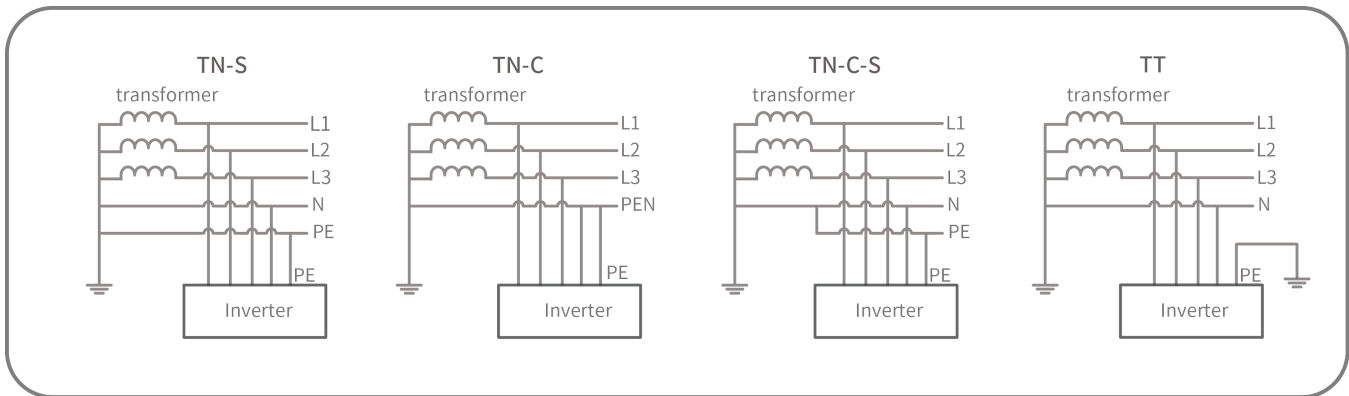 TN-S
transformer
L1
L2
L3
N
PE
PE
Inverter
TN-C
transformer
L1
L2
L3
PEN
PE
Inverter
TN-C-S
transformer
L1
L2
L3
N
PE
PE
Inverter
TT
transformer
L1
L2
L3
N
PE
Inverter